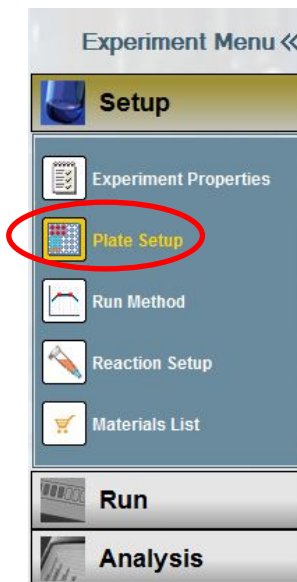 Experiment Menu «
Setup
Experiment Properties
Plate Setup
Run Method
Reaction Setup
Materials List
Run
Analysis